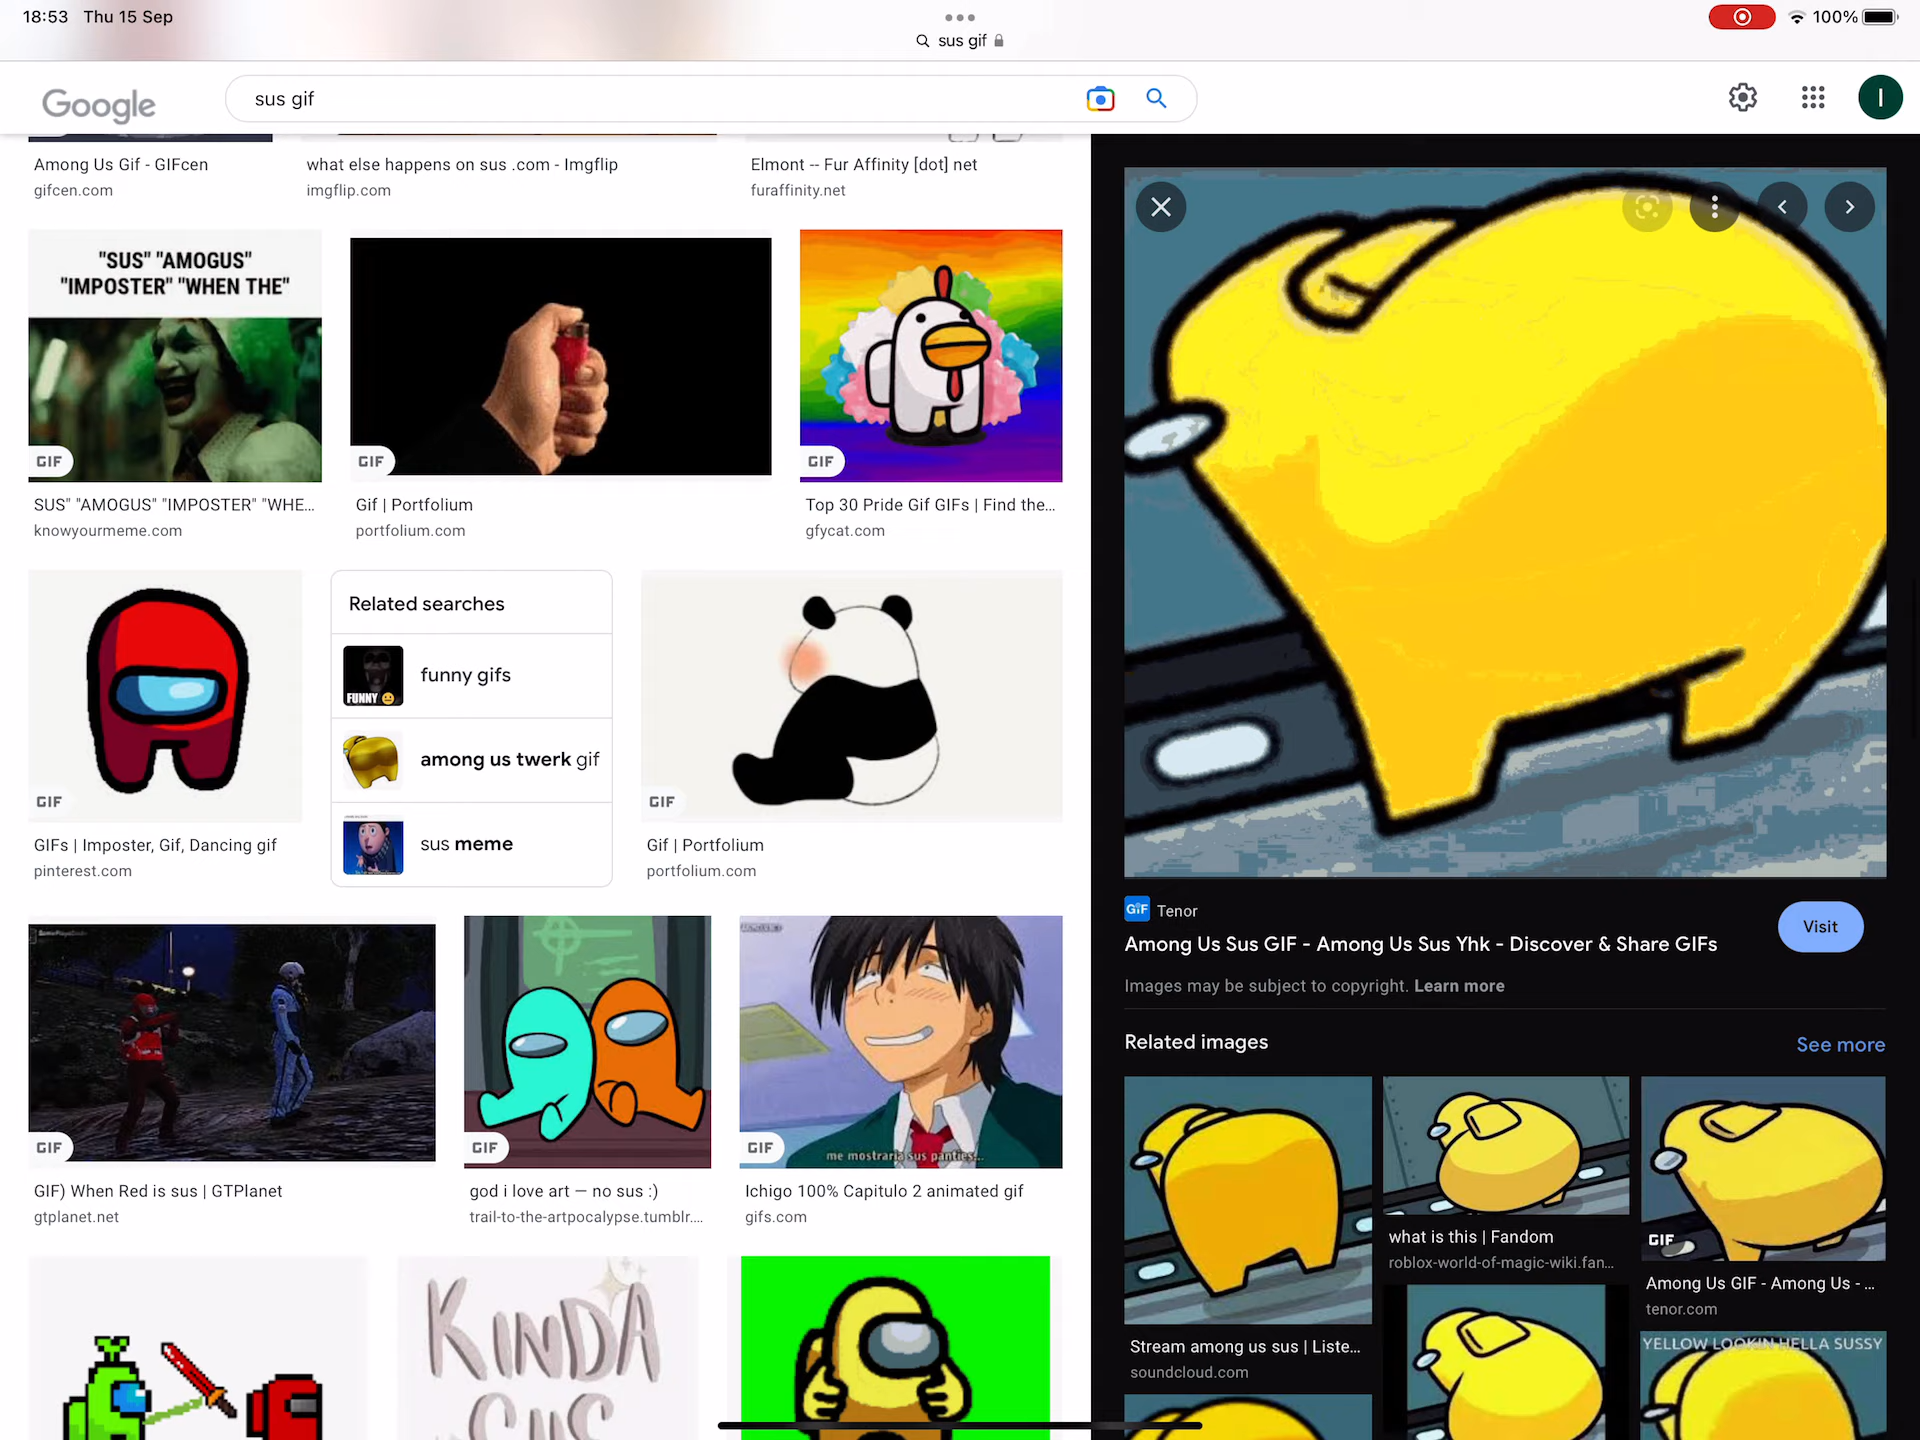 18:53 Thu 15 Sep
100%
sus gif
Google
sus gif
I
Among Us Gif - GIFcen
gifcen.com
what else happens on sus .com - Imgflip
imgflip.com
Elmont -- Fur Affinity [dot] net
furaffinity.net
"SUS" "AMOGUS"
"IMPOSTER" "WHEN THE"
GIF
SUS" "AMOGUS" "IMPOSTER" "WHE...
knowyourmeme.com
GIF
Gif | Portfolium
portfolium.com
GIF
Top 30 Pride Gif GIFs | Find the...
gfycat.com
GIF
GIFs | Imposter, Gif, Dancing gif
pinterest.com
Related searches
FUNNY
funny gifs
among us twerk gif
sus meme
GIF
Gif | Portfolium
portfolium.com
GIF
GIF) When Red is sus | GTPlanet
gtplanet.net
GIF
god i love art — no sus :)
trail-to-the-artpocalypse.tumblr....
me mostraria sus panties...
GIF
Ichigo 100% Capitulo 2 animated gif
gifs.com
KINDA
SUS
GIF
Tenor
Among Us Sus GIF - Among Us Sus Yhk - Discover & Share GIFs
Visit
Images may be subject to copyright. Learn more
Related images
See more
Stream among us sus | Liste...
soundcloud.com
what is this | Fandom
roblox-world-of-magic-wiki.fan...
GIF
Among Us GIF - Among Us - ...
tenor.com
YELLOW LOOKIN HELLA SUSSY